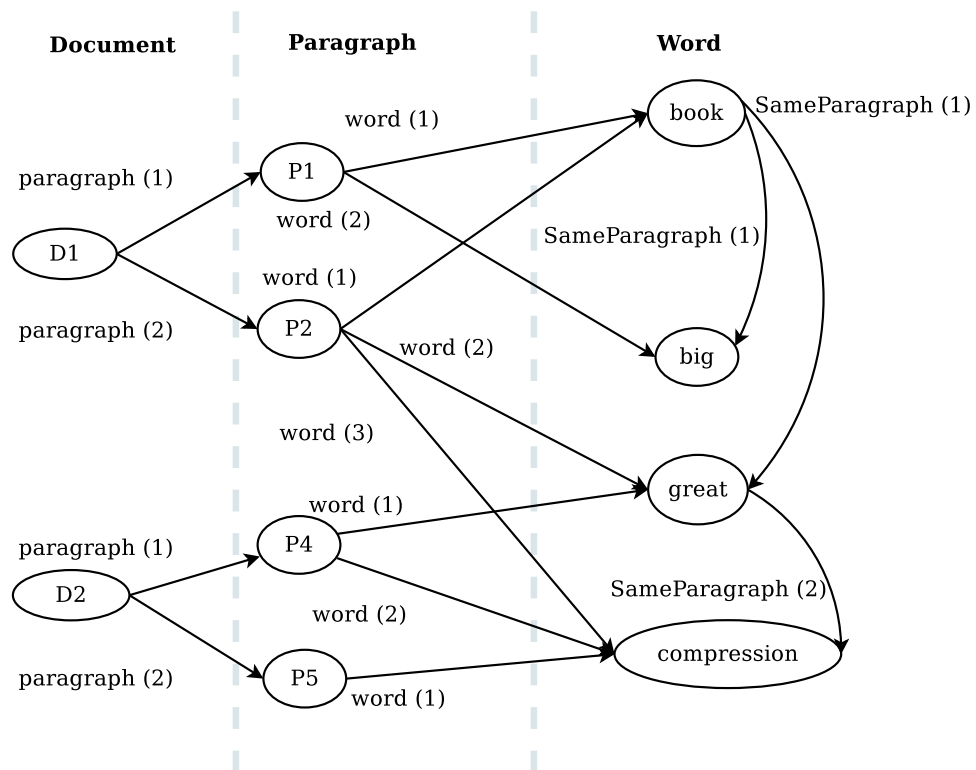 Document
Paragraph
Word
book
SameParagraph (1)
word (1)
P1
paragraph (1)
word (2)
SameParagraph (1)
D1
word (1)
paragraph (2)
P2
word (2)
big
word (3)
great
word (1)
paragraph (1)
P4
D2
SameParagraph (2)
word (2)
compression
paragraph (2)
P5
word (1)